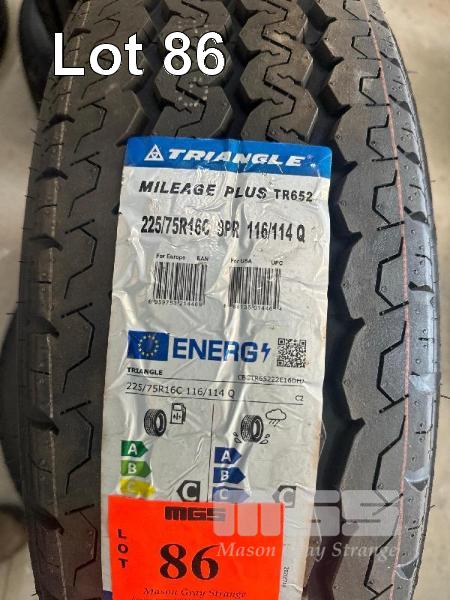 Lot 86
TRIANGLE
MILEAGE PLUS TR652
225/75R16C 8PR 116/114 Q
For Europe EAN For USA UPC
ENERG
TRIANGLE
225/75R16C 116/114 Q C2
A A
B B
C C C C
MGS
LOT
86
Mason Gray Strange
MGS
Mason Gray Strange